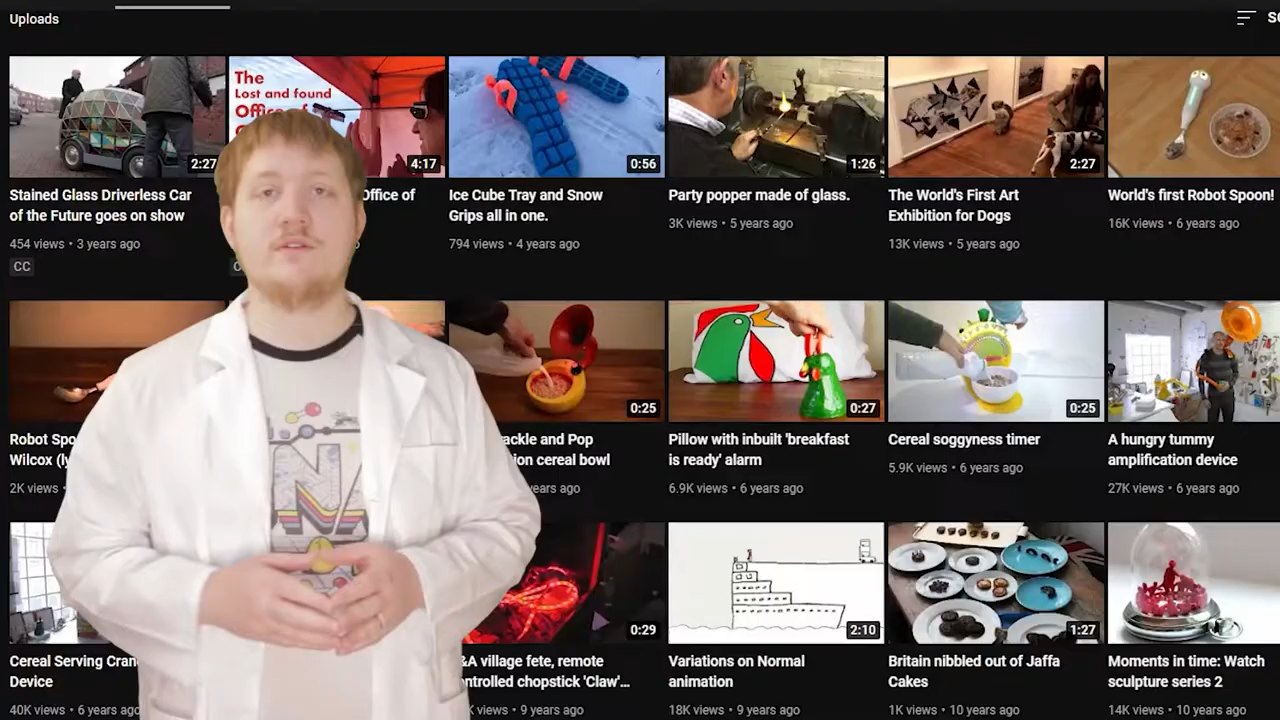 Uploads
2:27
The
Lost and found
4:17
0:56
1:26
2:27
Stained Glass Driverless Car
of the Future goes on show
454 views • 3 years ago
CC
Office of
Ice Cube Tray and Snow
Grips all in one.
794 views • 4 years ago
Party popper made of glass.
3K views • 5 years ago
The World's First Art
Exhibition for Dogs
13K views • 5 years ago
World's first Robot Spoon!
16K views • 6 years ago
0:25
0:27
0:25
Robot
Wilcox
2K views
and Pop
cereal bowl
years ago
Pillow with inbuilt 'breakfast
is ready' alarm
6.9K views • 6 years ago
Cereal soggyness timer
5.9K views • 6 years ago
A hungry tummy
amplification device
27K views • 6 years ago
0:29
2:10
1:27
Cereal Serving
Device
40K views • 6 years
village fete, remote
chopstick 'Claw'...
views • 9 years ago
Variations on Normal
animation
18K views • 9 years ago
Britain nibbled out of Jaffa
Cakes
1K views • 10 years ago
Moments in time: Watch
sculpture series 2
14K views • 10 years ago